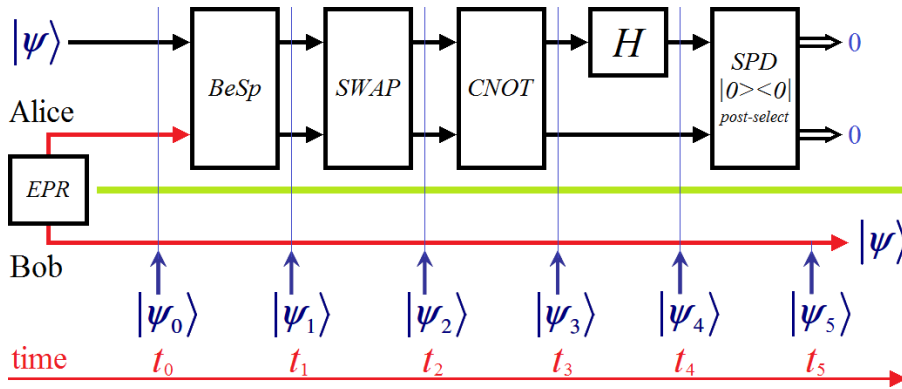 |ψ⟩
Alice
EPR
Bob
BeSp
SWAP
CNOT
H
SPD
|0><0|
post-select
0
0
|ψ⟩
|ψ₀⟩ |ψ₁⟩ |ψ₂⟩ |ψ₃⟩ |ψ₄⟩ |ψ₅⟩
time t₀ t₁ t₂ t₃ t₄ t₅